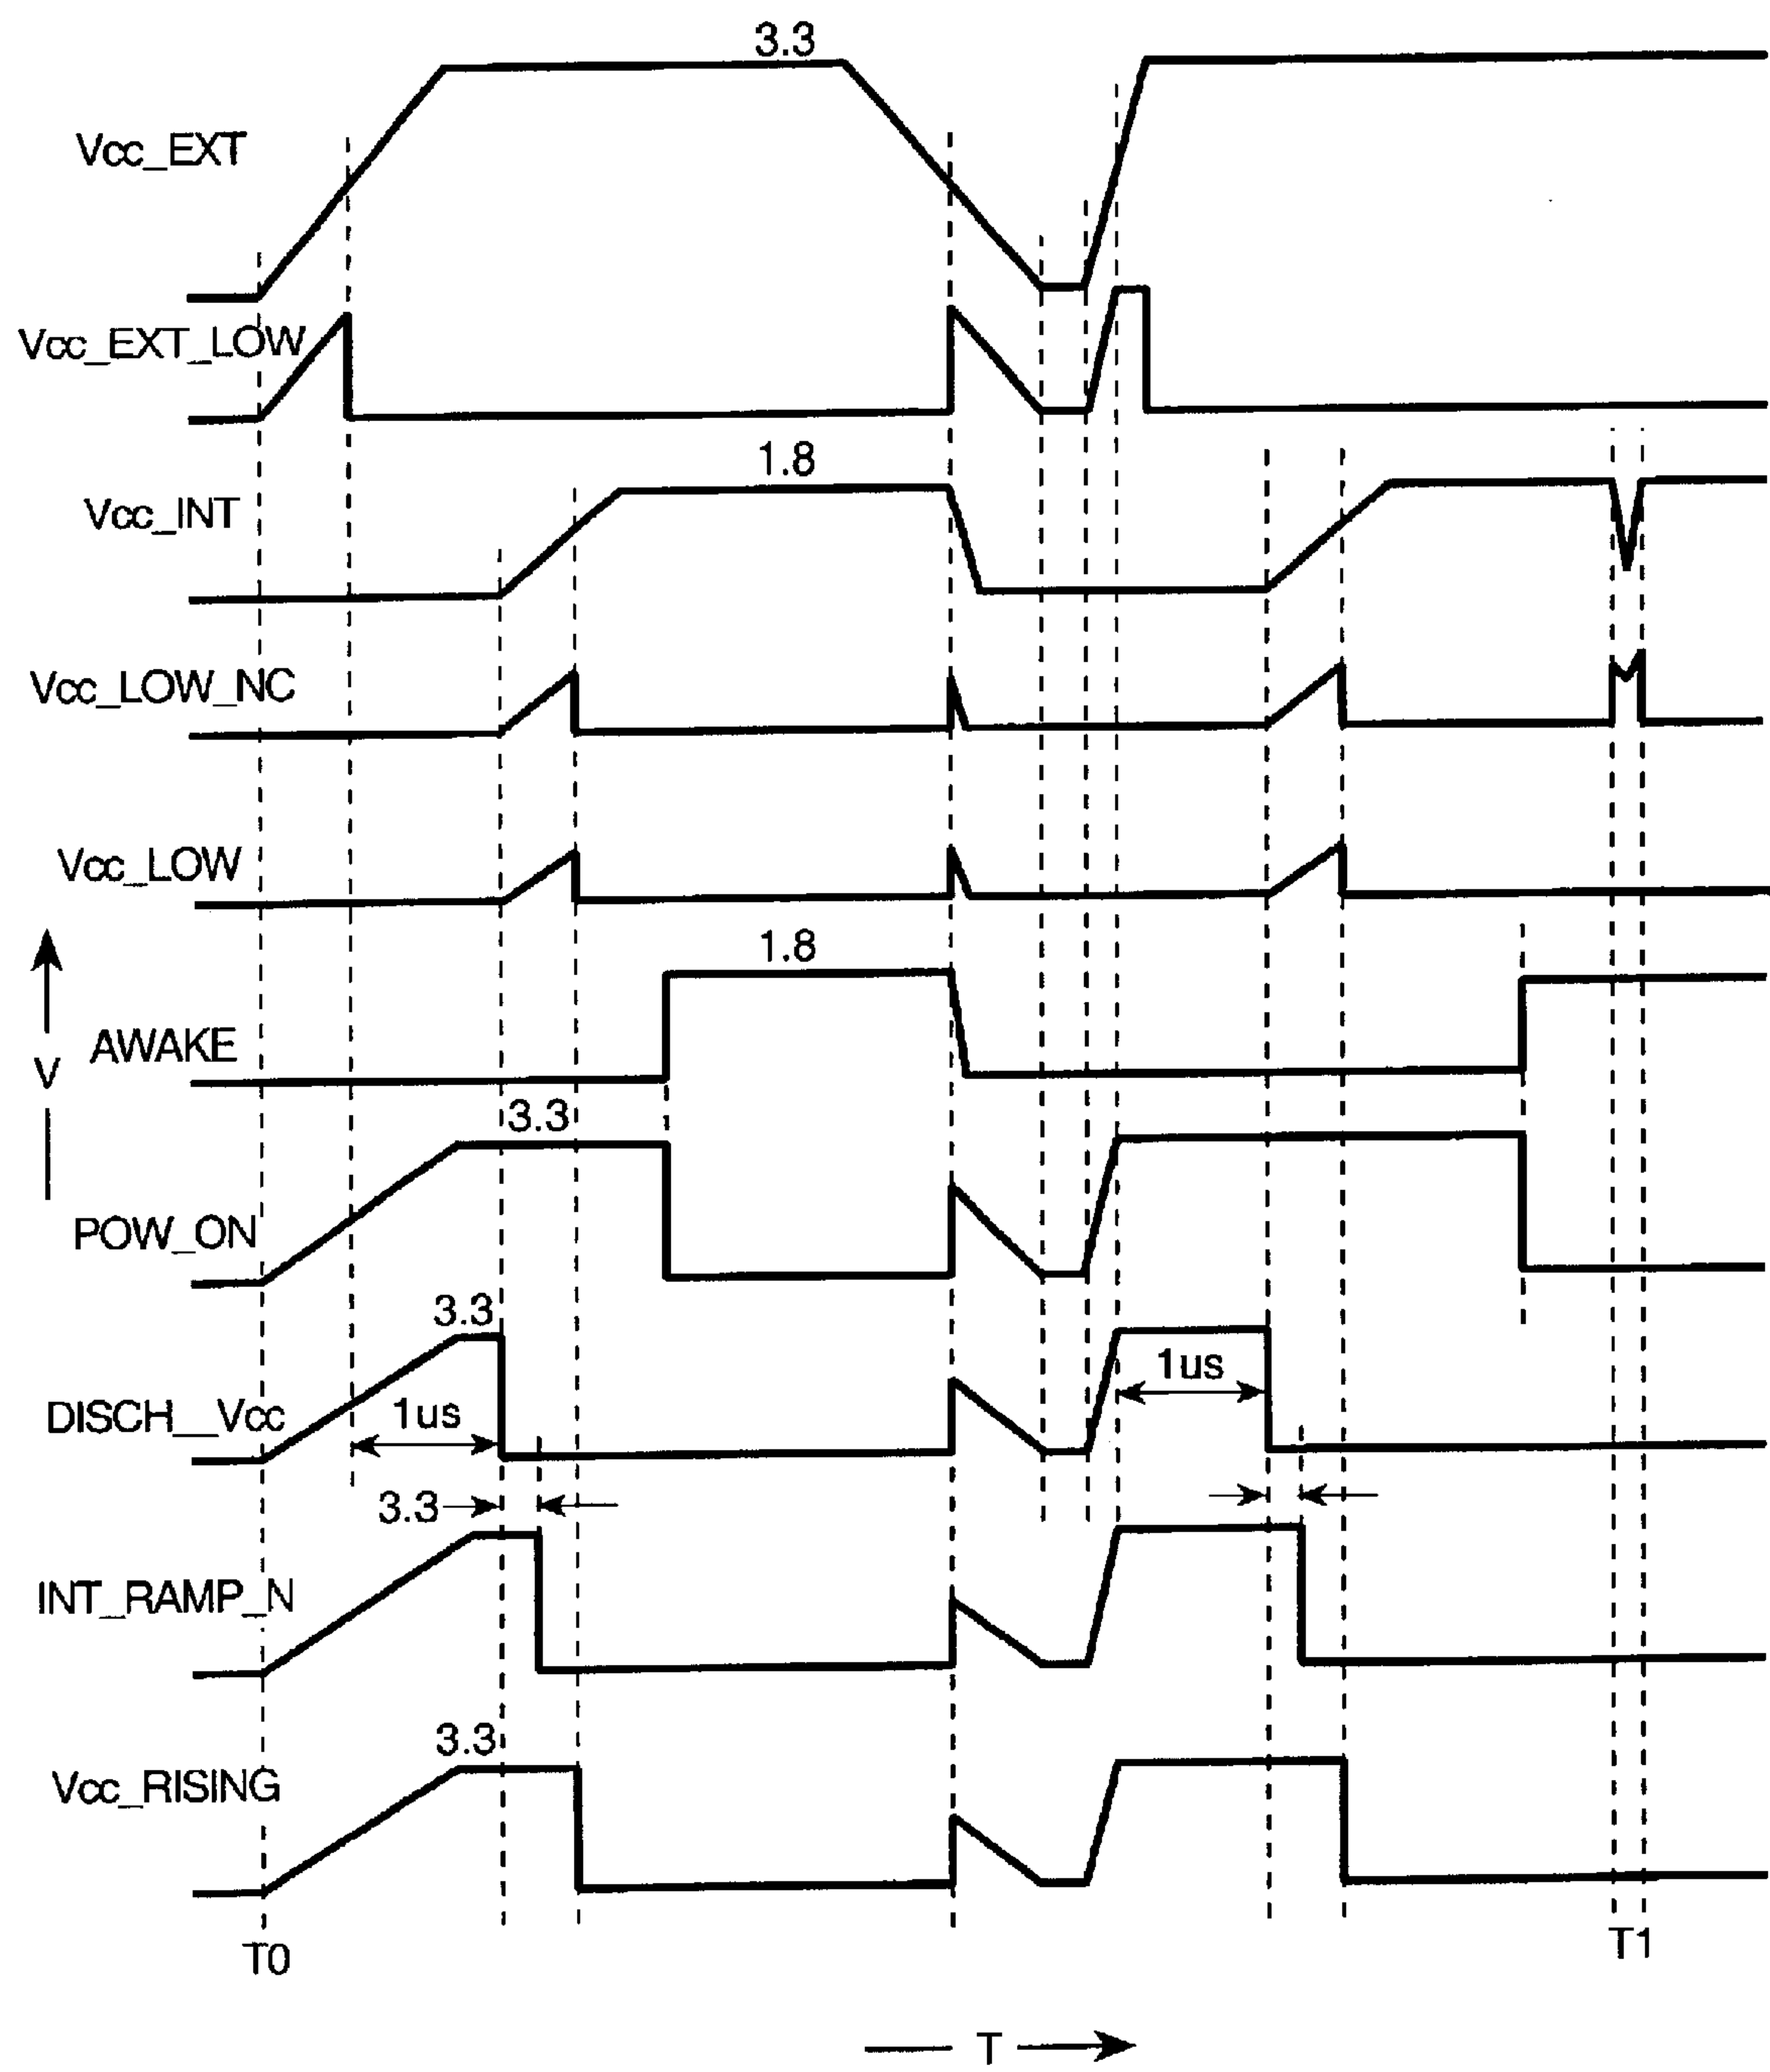 3.3
Vcc_EXT
Vcc_EXT_LOW
1.8
Vcc_INT
Vcc_LOW_NC
Vcc_LOW
1.8
AWAKE
V
3.3
POW_ON
3.3
1us
DISCH__Vcc
1us
3.3
INT_RAMP_N
3.3
Vcc_RISING
T0
T1
T